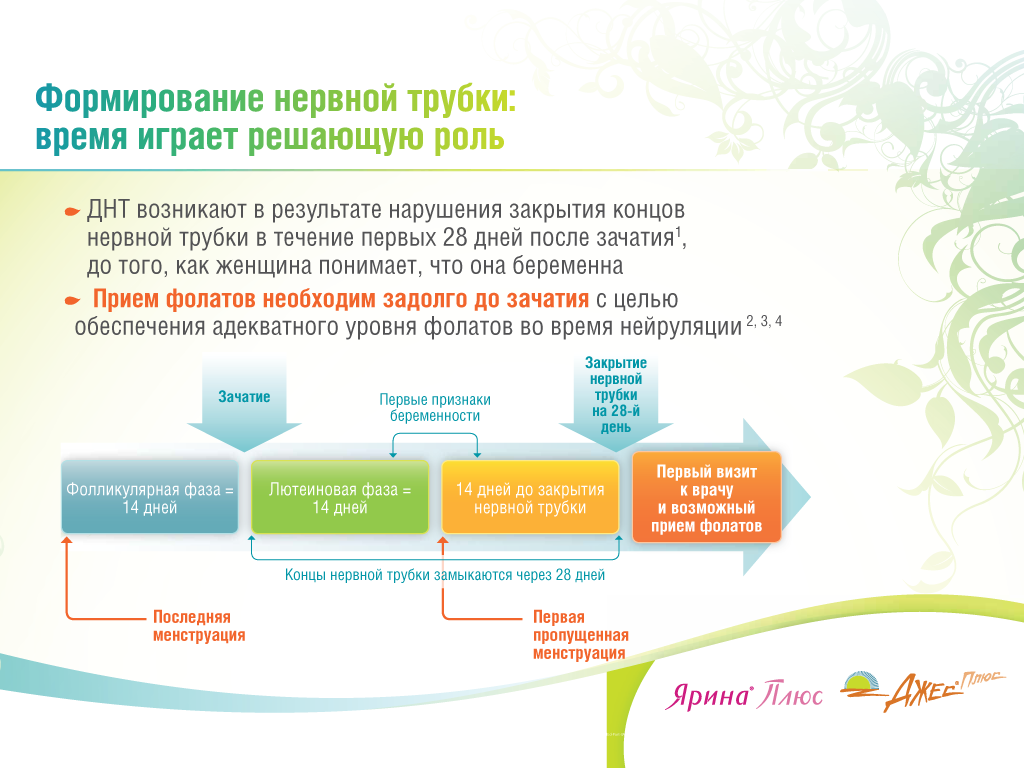 Формирование нервной трубки:
время играет решающую роль
ДНТ возникают в результате нарушения закрытия концов
нервной трубки в течение первых 28 дней после зачатия¹,
до того, как женщина понимает, что она беременна
Прием фолатов необходим задолго до зачатия с целью
обеспечения адекватного уровня фолатов во время нейруляции 2, 3, 4
Зачатие
Первые признаки
беременности
Закрытие
нервной
трубки
на 28-й
день
Фолликулярная фаза =
14 дней
Лютеиновая фаза =
14 дней
14 дней до закрытия
нервной трубки
Первый визит
к врачу
и возможный
прием фолатов
Концы нервной трубки замыкаются через 28 дней
Последняя
менструация
Первая
пропущенная
менструация
Ярина® Плюс
Джес® Плюс